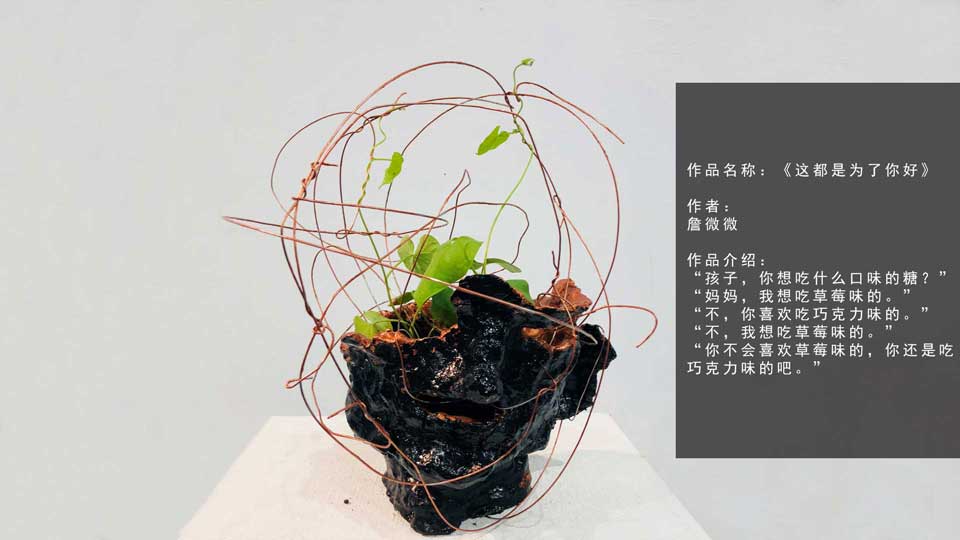 作品名称：《这都是为了你好》
作者：
詹微微
作品介绍：
“孩子，你想吃什么口味的糖？”
“妈妈，我想吃草莓味的。”
“不，你喜欢吃巧克力味的。”
“不，我想吃草莓味的。”
“你不会喜欢草莓味的，你还是吃
巧克力味的吧。”